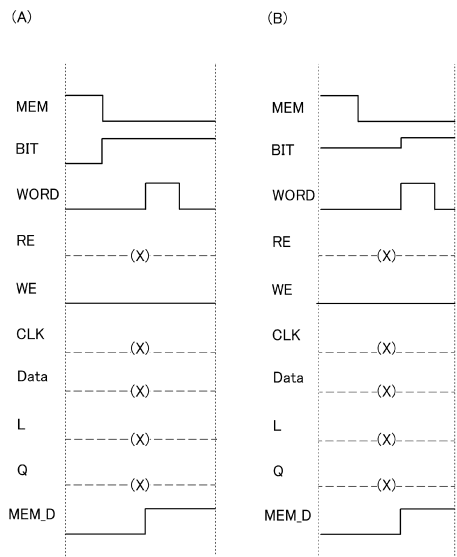 (A)
MEM
BIT
WORD
RE
(X)
WE
CLK
(X)
Data
(X)
L
(X)
Q
(X)
MEM_D
(B)
MEM
BIT
WORD
RE
(X)
WE
CLK
(X)
Data
(X)
L
(X)
Q
(X)
MEM_D